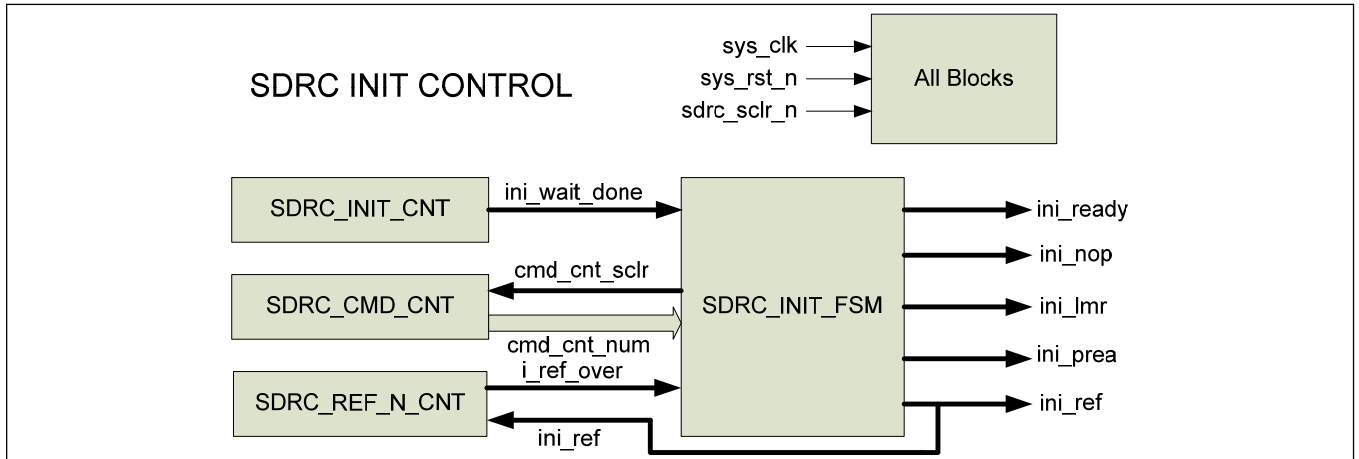 SDRC INIT CONTROL
sys_clk
sys_rst_n
sdrc_sclr_n
All Blocks
SDRC_INIT_CNT
ini_wait_done
SDRC_CMD_CNT
cmd_cnt_sclr
cmd_cnt_num
SDRC_REF_N_CNT
i_ref_over
ini_ref
SDRC_INIT_FSM
ini_ready
ini_nop
ini_lmr
ini_prea
ini_ref